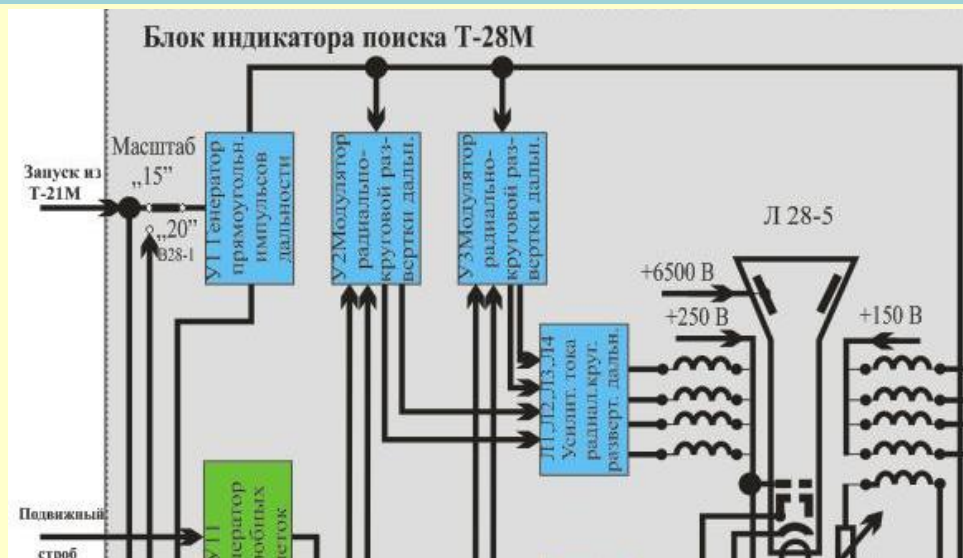 Блок индикатора поиска Т-28М
Масштаб
„15”
Запуск из
Т-21М
„20”
В28-1
У1 Генератор
прямоугольн.
импульсов
дальности
У2Модулятор
радиально-
круговой раз-
вертки дальн.
У3Модулятор
радиально-
круговой раз-
вертки дальн.
Л 28-5
+6500 В
+250 В
+150 В
Л1,Л2,Л3,Л4
Усилит. тока
радиал.круг.
разверт. дальн.
Подвижный
строб